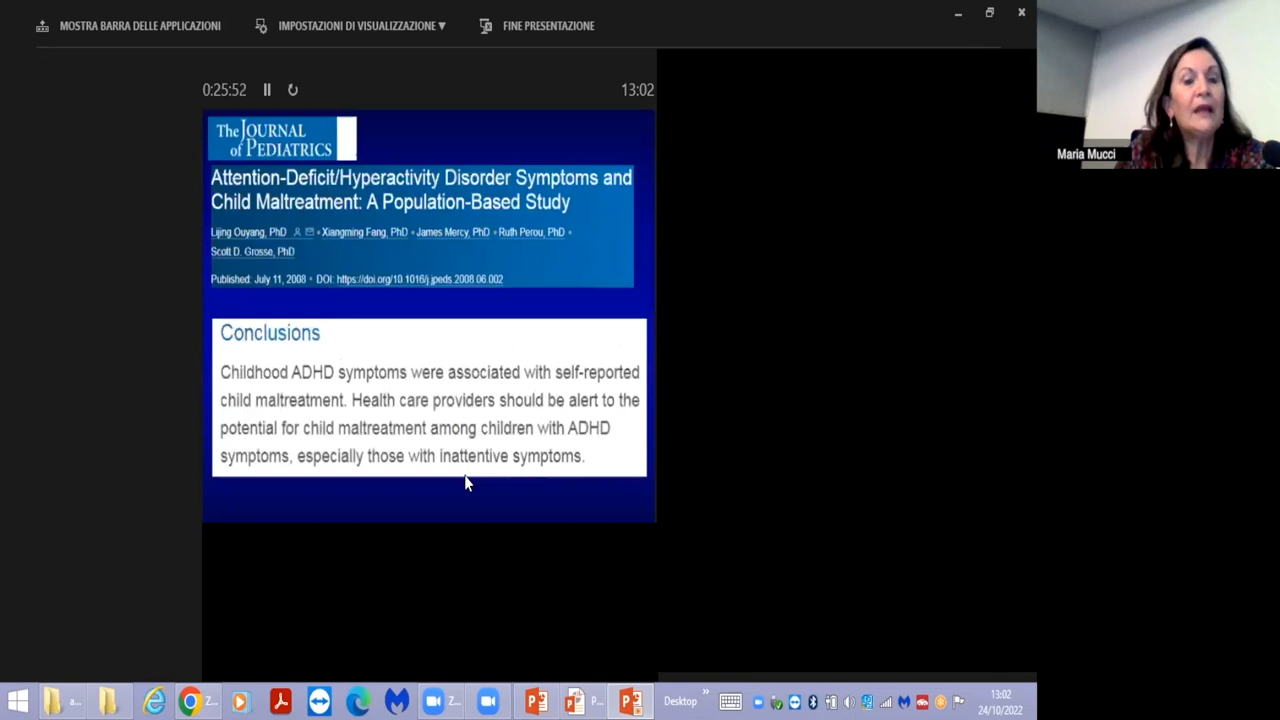 MOSTRA BARRA DELLE APPLICAZIONI
IMPOSTAZIONI DI VISUALIZZAZIONE ▼
FINE PRESENTAZIONE
0:25:52
13:02
The JOURNAL
of PEDIATRICS
Attention-Deficit/Hyperactivity Disorder Symptoms and
Child Maltreatment: A Population-Based Study
Lijing Ouyang, PhD • Xiangming Fang, PhD • James Mercy, PhD • Ruth Perou, PhD •
Scott D. Grosse, PhD
Published: July 11, 2008 • DOI: https://doi.org/10.1016/j.jpeds.2008.06.002
Conclusions
Childhood ADHD symptoms were associated with self-reported
child maltreatment. Health care providers should be alert to the
potential for child maltreatment among children with ADHD
symptoms, especially those with inattentive symptoms.
Maria Mucci
a...
Z...
Z...
P...
Desktop
13:02
24/10/2022